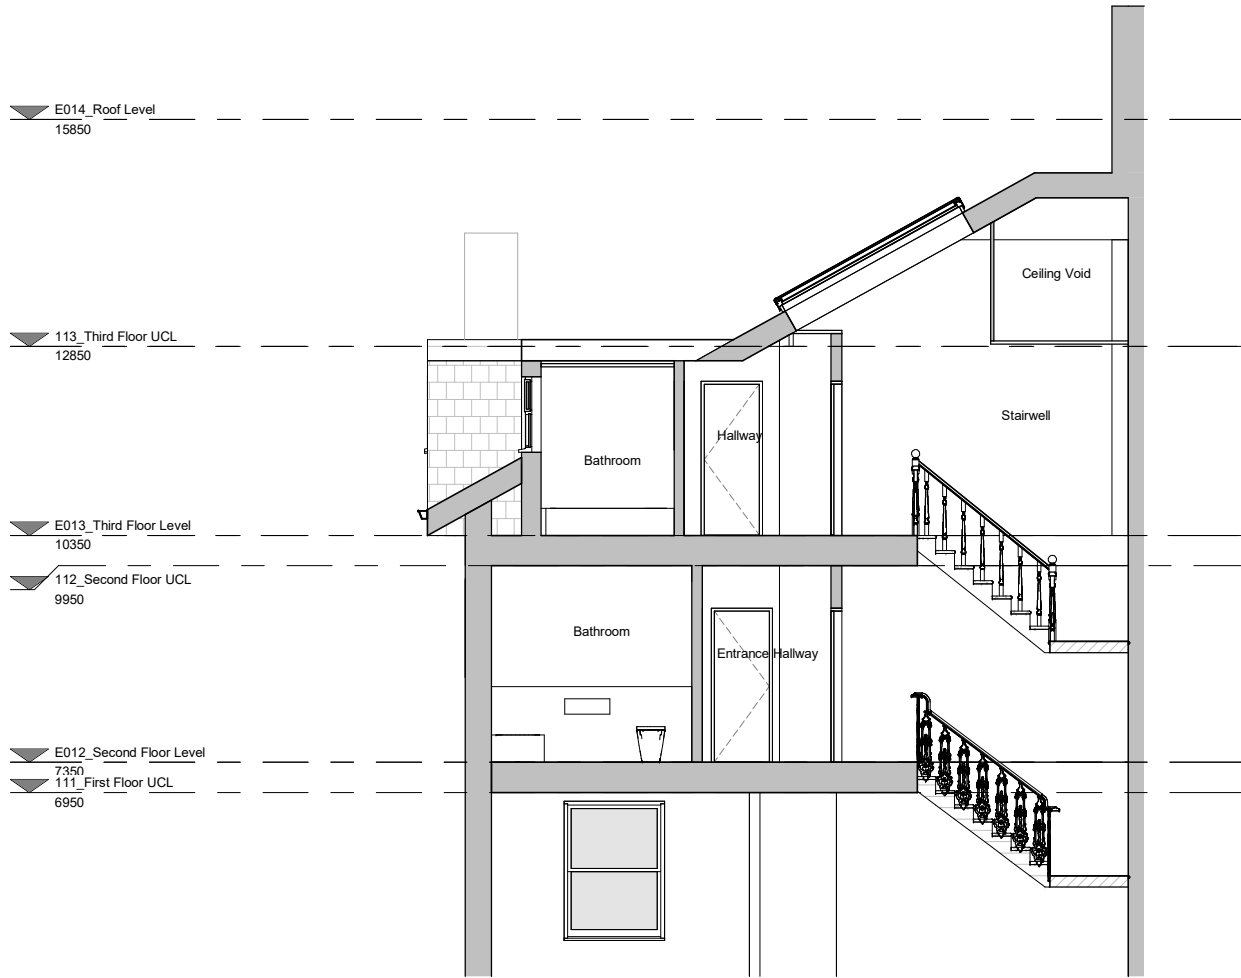 E014_Roof Level
15850
Ceiling Void
113_Third Floor UCL
12850
Stairwell
Hallway
Bathroom
E013_Third Floor Level
10350
112_Second Floor UCL
9950
Bathroom
Entrance Hallway
E012_Second Floor Level
7350
111_First Floor UCL
6950